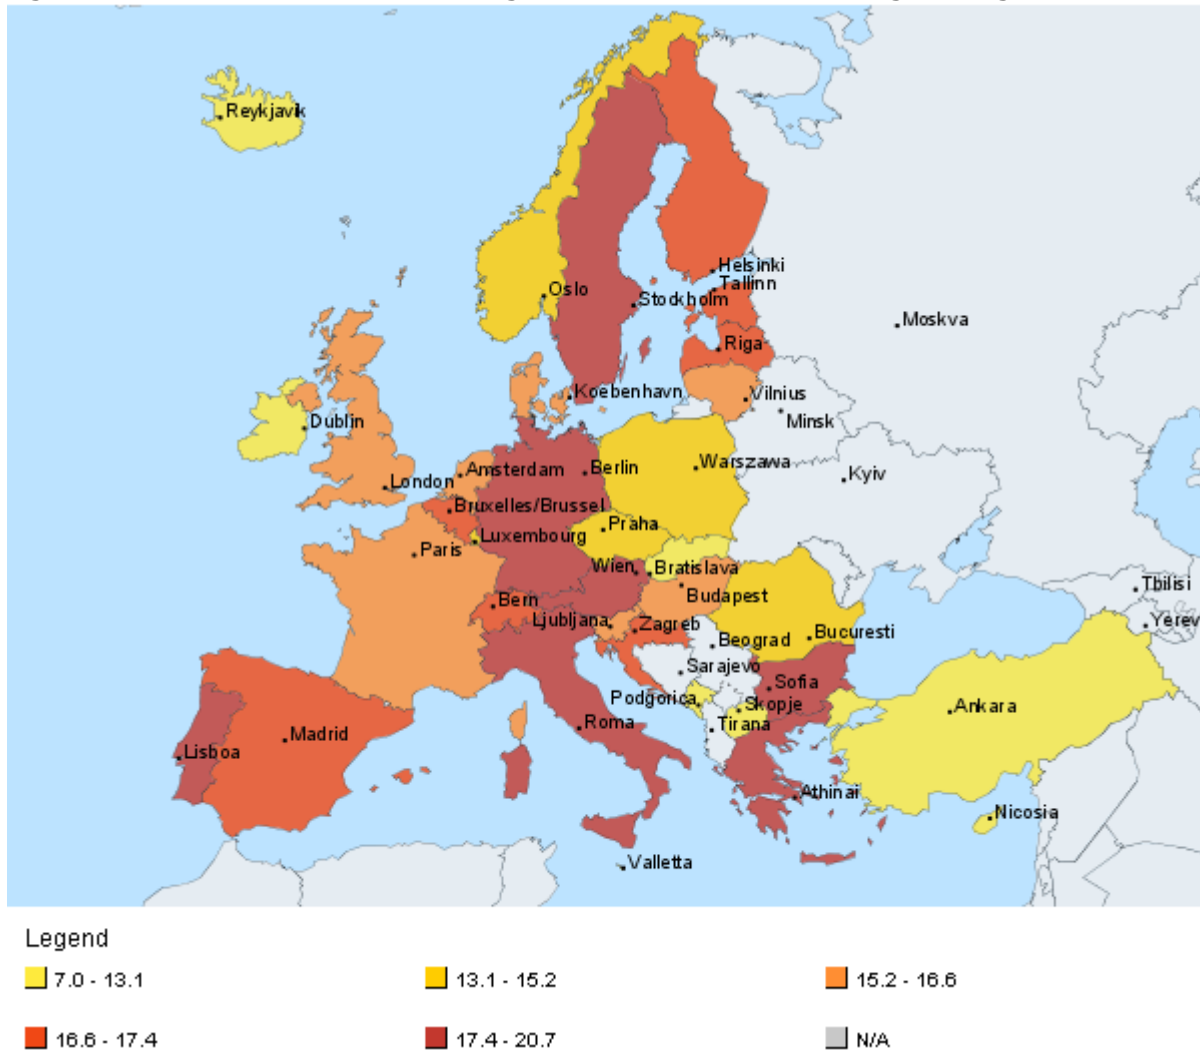 Reykjavik
Helsinki
Tallinn
Oslo
Stockholm
Moskva
Riga
Koebenhavn
Vilnius
Minsk
Dublin
Amsterdam
Berlin
Warszawa
Kyiv
London
Bruxelles/Brussel
Praha
Luxembourg
Paris
Wien
Bratislava
Tbilisi
Budapest
Bern
Ljubljana
Zagreb
Yerev
Beograd
Bucuresti
Sarajevo
Sofia
Podgorica
Skopje
Ankara
Roma
Tirana
Madrid
Lisboa
Athinai
Nicosia
Valletta
Legend
7.0 - 13.1
13.1 - 15.2
15.2 - 16.6
16.6 - 17.4
17.4 - 20.7
N/A